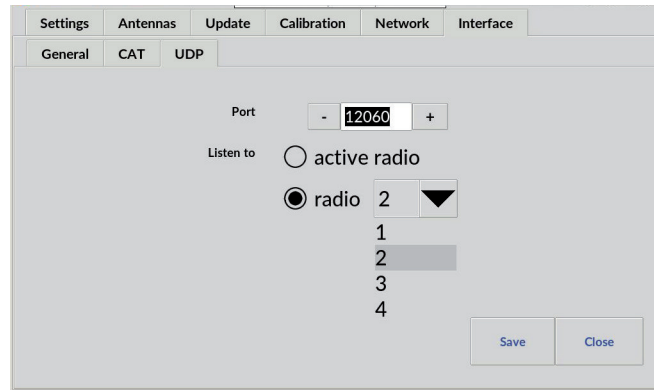 Settings Antennas Update Calibration Network Interface
General CAT UDP
Port - 12060 +
Listen to active radio
radio 2
1
2
3
4
Save Close